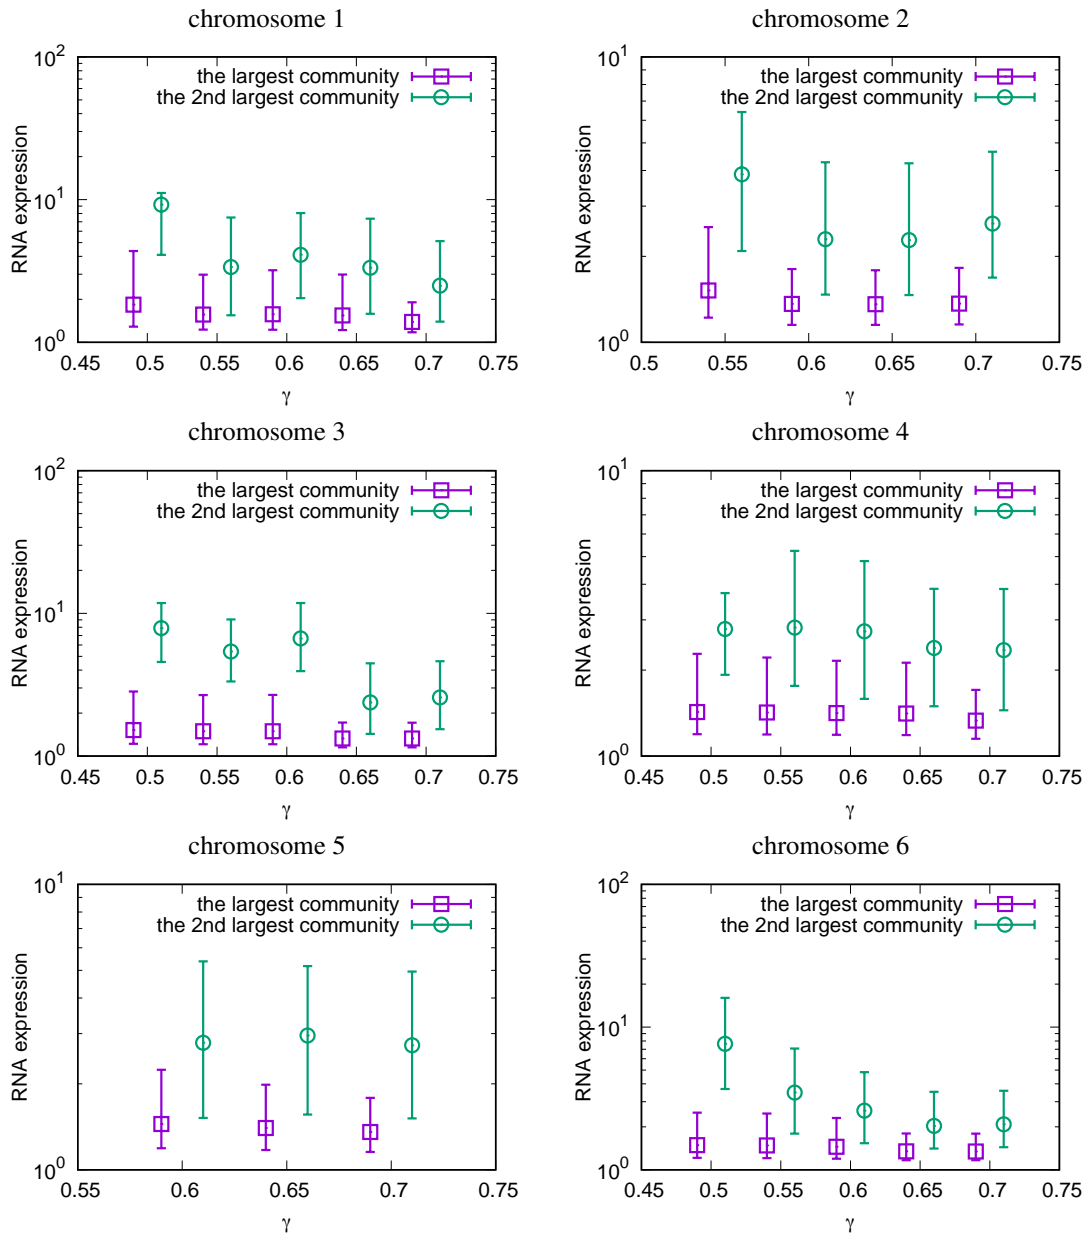 chromosome 1
10^2
10^1
10^0
RNA expression
the largest community
the 2nd largest community
0.45 0.5 0.55 0.6 0.65 0.7 0.75
γ
chromosome 2
10^1
10^0
RNA expression
the largest community
the 2nd largest community
0.5 0.55 0.6 0.65 0.7 0.75
γ
chromosome 3
10^2
10^1
10^0
RNA expression
the largest community
the 2nd largest community
0.45 0.5 0.55 0.6 0.65 0.7 0.75
γ
chromosome 4
10^1
10^0
RNA expression
the largest community
the 2nd largest community
0.45 0.5 0.55 0.6 0.65 0.7 0.75
γ
chromosome 5
10^1
10^0
RNA expression
the largest community
the 2nd largest community
0.55 0.6 0.65 0.7 0.75
γ
chromosome 6
10^2
10^1
10^0
RNA expression
the largest community
the 2nd largest community
0.45 0.5 0.55 0.6 0.65 0.7 0.75
γ